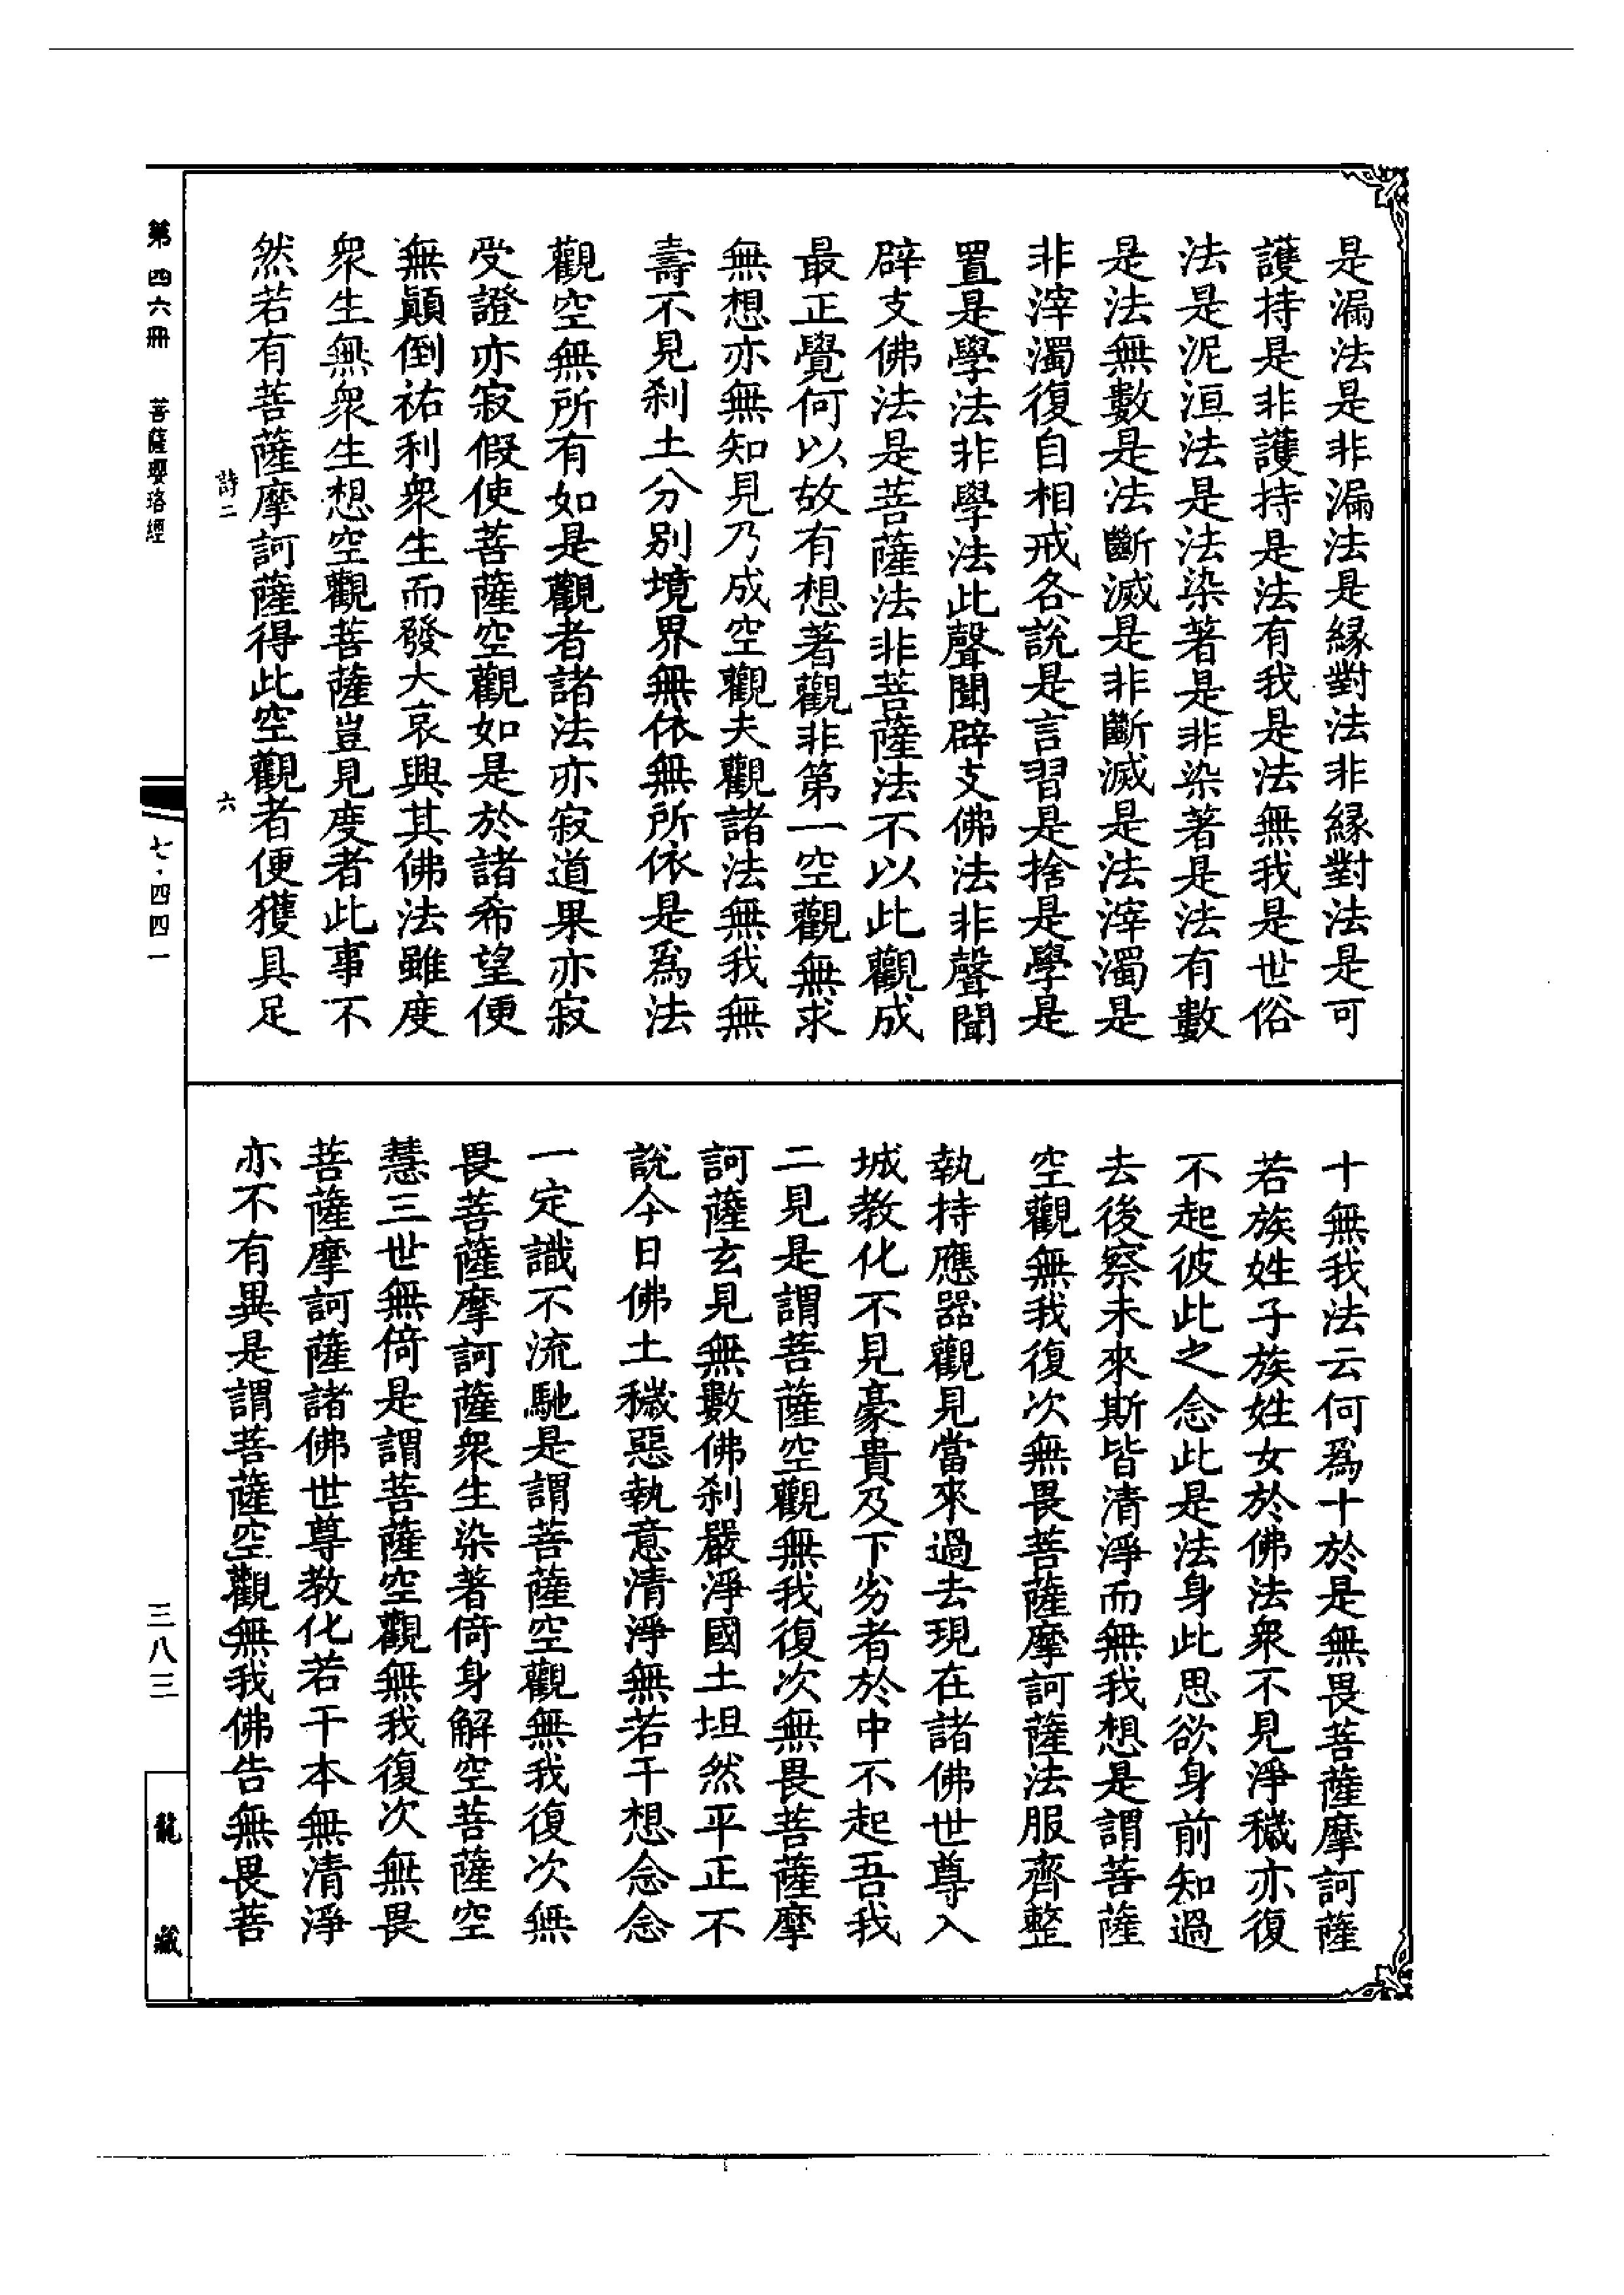 是漏法是非漏法是緣對法非緣對法是可
護持是非護持是法有我是法無我是世俗
法是泥洹法是法染著是非染著是法有數
是法無數是法斷滅是非斷滅是法滓濁是
非滓濁復自相戒各說是言習是捨是學是
置是學法非學法此聲聞辟支佛法非聲聞
辟支佛法是菩薩法非菩薩法不以此觀成
最正覺何以故有想著觀非第一空觀無求
無想亦無知見乃成空觀夫觀諸法無我無
壽不見刹土分別境界無依無所依是爲法
觀空無所有如是觀者諸法亦寂道果亦寂
受證亦寂假使菩薩空觀如是於諸希望便
無顚倒祐利衆生而發大哀興其佛法雖度
衆生無衆生想空觀菩薩豈見度者此事不
然若有菩薩摩訶薩得此空觀者便獲具足
詩二 六
十無我法云何爲十於是無畏菩薩摩訶薩
若族姓子族姓女於佛法衆不見淨穢亦復
不起彼此之念此是法身此思欲身前知過
去後察未來斯皆清淨而無我想是謂菩薩
空觀無我復次無畏菩薩摩訶薩法服齊整
執持應器觀見當來過去現在諸佛世尊入
城教化不見豪貴及下劣者於中不起吾我
二見是謂菩薩空觀無我復次無畏菩薩摩
訶薩玄見無數佛刹嚴淨國土坦然平正不
說今日佛土穢惡執意清淨無若干想念念
一定識不流馳是謂菩薩空觀無我復次無
畏菩薩摩訶薩衆生染著倚身解空菩薩空
慧三世無倚是謂菩薩空觀無我復次無畏
菩薩摩訶薩諸佛世尊教化若干本無清淨
亦不有異是謂菩薩空觀無我佛告無畏菩
第四六冊 菩薩瓔珞經
七·四四一
三八三
龍藏